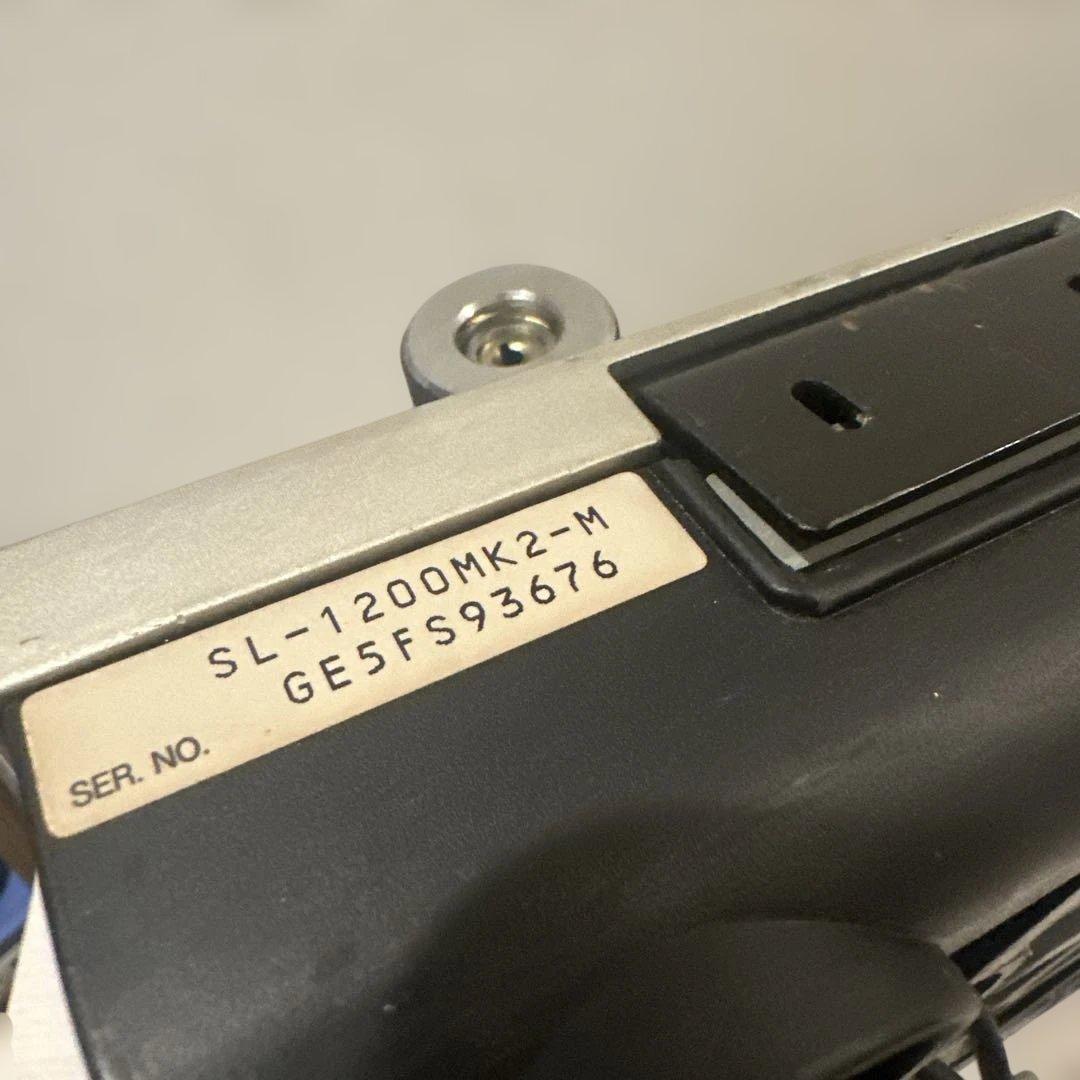 SL-1200MK2-M
GE5FS93676
SER. NO.